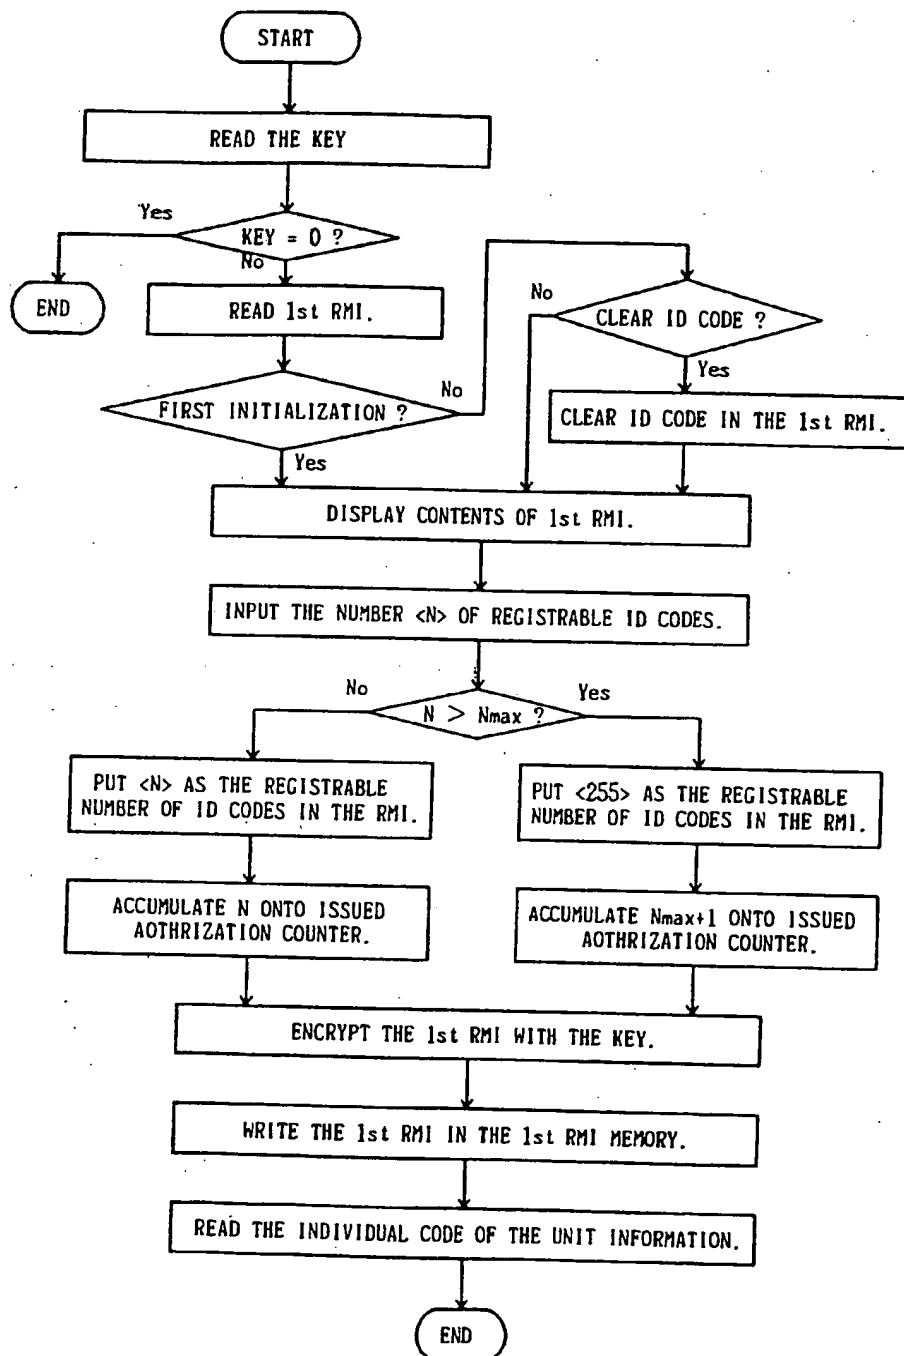 START
READ THE KEY
Yes
KEY = 0 ?
No
END
READ 1st RMI.
No
CLEAR ID CODE ?
Yes
FIRST INITIALIZATION ?
No
CLEAR ID CODE IN THE 1st RMI.
Yes
DISPLAY CONTENTS OF 1st RMI.
INPUT THE NUMBER <N> OF REGISTRABLE ID CODES.
No
N > Nmax ?
Yes
PUT <N> AS THE REGISTRABLE
NUMBER OF ID CODES IN THE RMI.
PUT <255> AS THE REGISTRABLE
NUMBER OF ID CODES IN THE RMI.
ACCUMULATE N ONTO ISSUED
AOTHRIZATION COUNTER.
ACCUMULATE Nmax+1 ONTO ISSUED
AOTHRIZATION COUNTER.
ENCRYPT THE 1st RMI WITH THE KEY.
WRITE THE 1st RMI IN THE 1st RMI MEMORY.
READ THE INDIVIDUAL CODE OF THE UNIT INFORMATION.
END